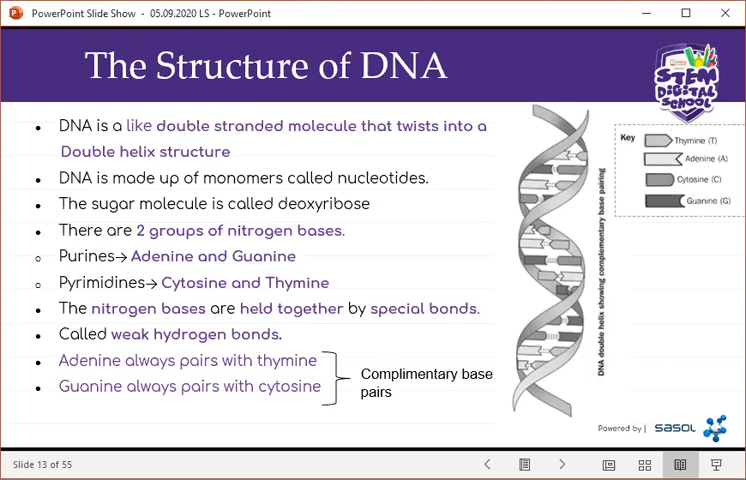 PowerPoint Slide Show - 05.09.2020 LS - PowerPoint
The Structure of DNA
STEM
DIGITAL
SCHOOL
• DNA is a like double stranded molecule that twists into a
Double helix structure
• DNA is made up of monomers called nucleotides.
• The sugar molecule is called deoxyribose
• There are 2 groups of nitrogen bases.
o Purines→ Adenine and Guanine
o Pyrimidines→ Cytosine and Thymine
• The nitrogen bases are held together by special bonds.
• Called weak hydrogen bonds.
• Adenine always pairs with thymine
• Guanine always pairs with cytosine
Complimentary base
pairs
Key
Thymine (T)
Adenine (A)
Cytosine (C)
Guanine (G)
DNA double helix showing complementary base pairing
Powered by | sasol
Slide 13 of 55